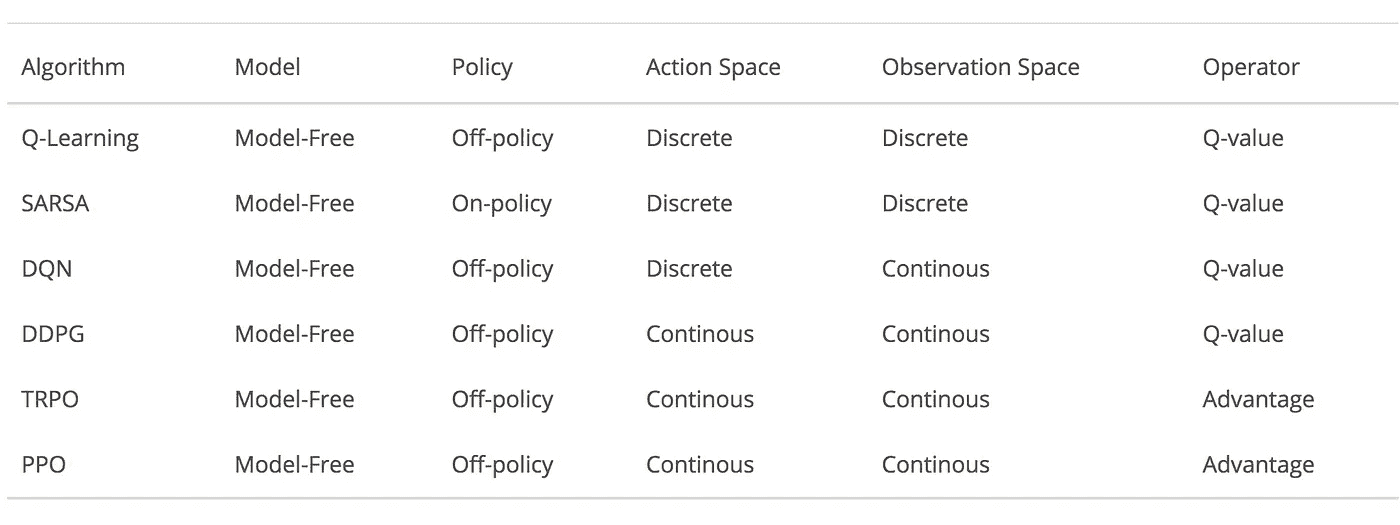 Algorithm Model Policy Action Space Observation Space Operator
Q-Learning Model-Free Off-policy Discrete Discrete Q-value
SARSA Model-Free On-policy Discrete Discrete Q-value
DQN Model-Free Off-policy Discrete Continous Q-value
DDPG Model-Free Off-policy Continous Continous Q-value
TRPO Model-Free Off-policy Continous Continous Advantage
PPO Model-Free Off-policy Continous Continous Advantage